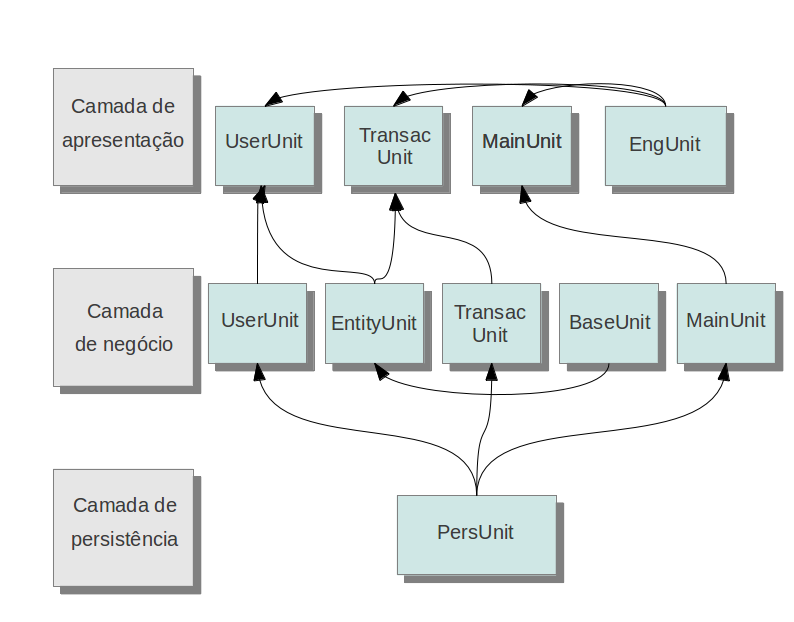 Camada de
apresentação
UserUnit
Transac
Unit
MainUnit
EngUnit
Camada
de negócio
UserUnit
EntityUnit
Transac
Unit
BaseUnit
MainUnit
Camada de
persistência
PersUnit